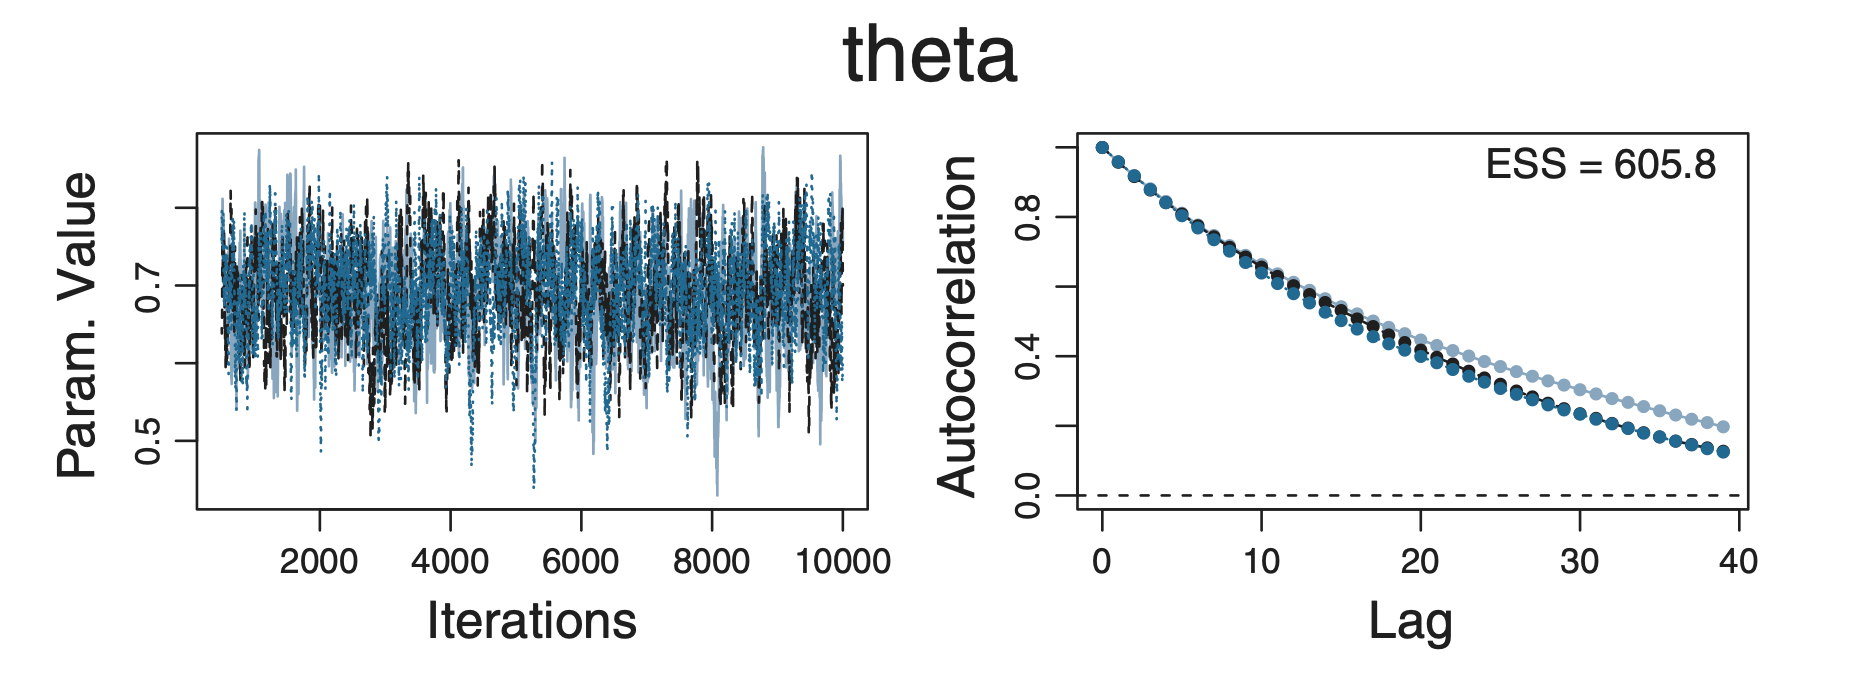 theta
Param. Value
0.7
0.5
2000 4000 6000 8000 10000
Iterations
Autocorrelation
0.8
0.4
0.0
ESS = 605.8
0 10 20 30 40
Lag